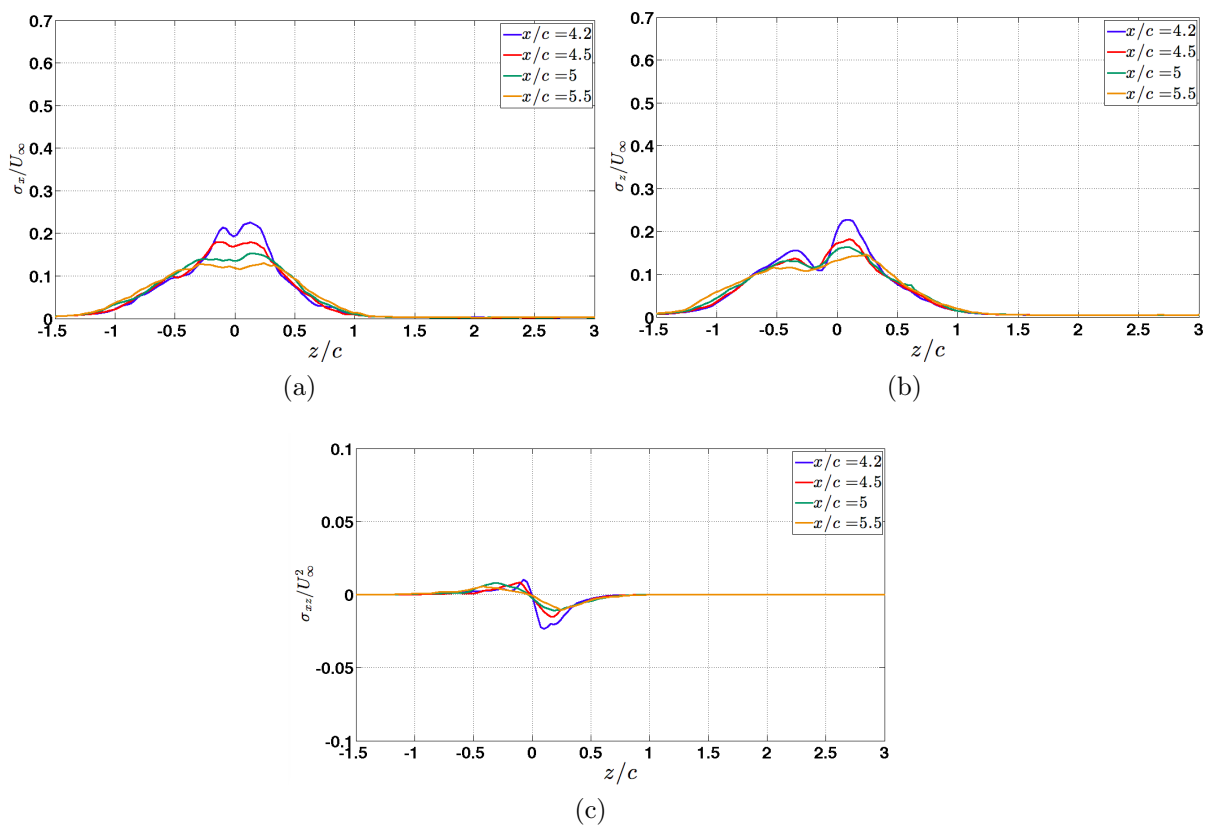 0.7
0.6
0.5
0.4
0.3
0.2
0.1
0
-1.5 -1 -0.5 0 0.5 1 1.5 2 2.5 3
σx/U∞
z/c
x/c =4.2
x/c =4.5
x/c =5
x/c =5.5
(a)
0.7
0.6
0.5
0.4
0.3
0.2
0.1
0
-1.5 -1 -0.5 0 0.5 1 1.5 2 2.5 3
σz/U∞
z/c
x/c =4.2
x/c =4.5
x/c =5
x/c =5.5
(b)
0.1
0.05
0
-0.05
-0.1
-1.5 -1 -0.5 0 0.5 1 1.5 2 2.5 3
σxz/U∞²
z/c
x/c =4.2
x/c =4.5
x/c =5
x/c =5.5
(c)